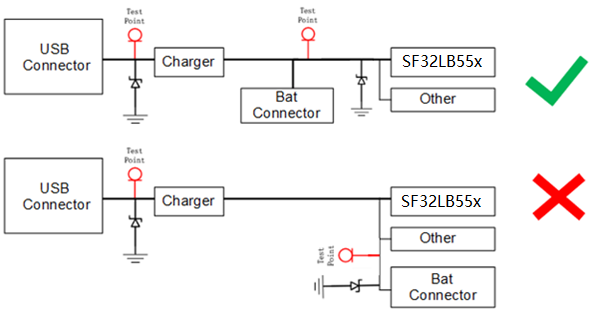 Test
Point
Test
Point
USB
Connector
Charger
SF32LB55x
Bat
Connector
Other
Test
Point
USB
Connector
Charger
SF32LB55x
Other
Test
Point
Bat
Connector